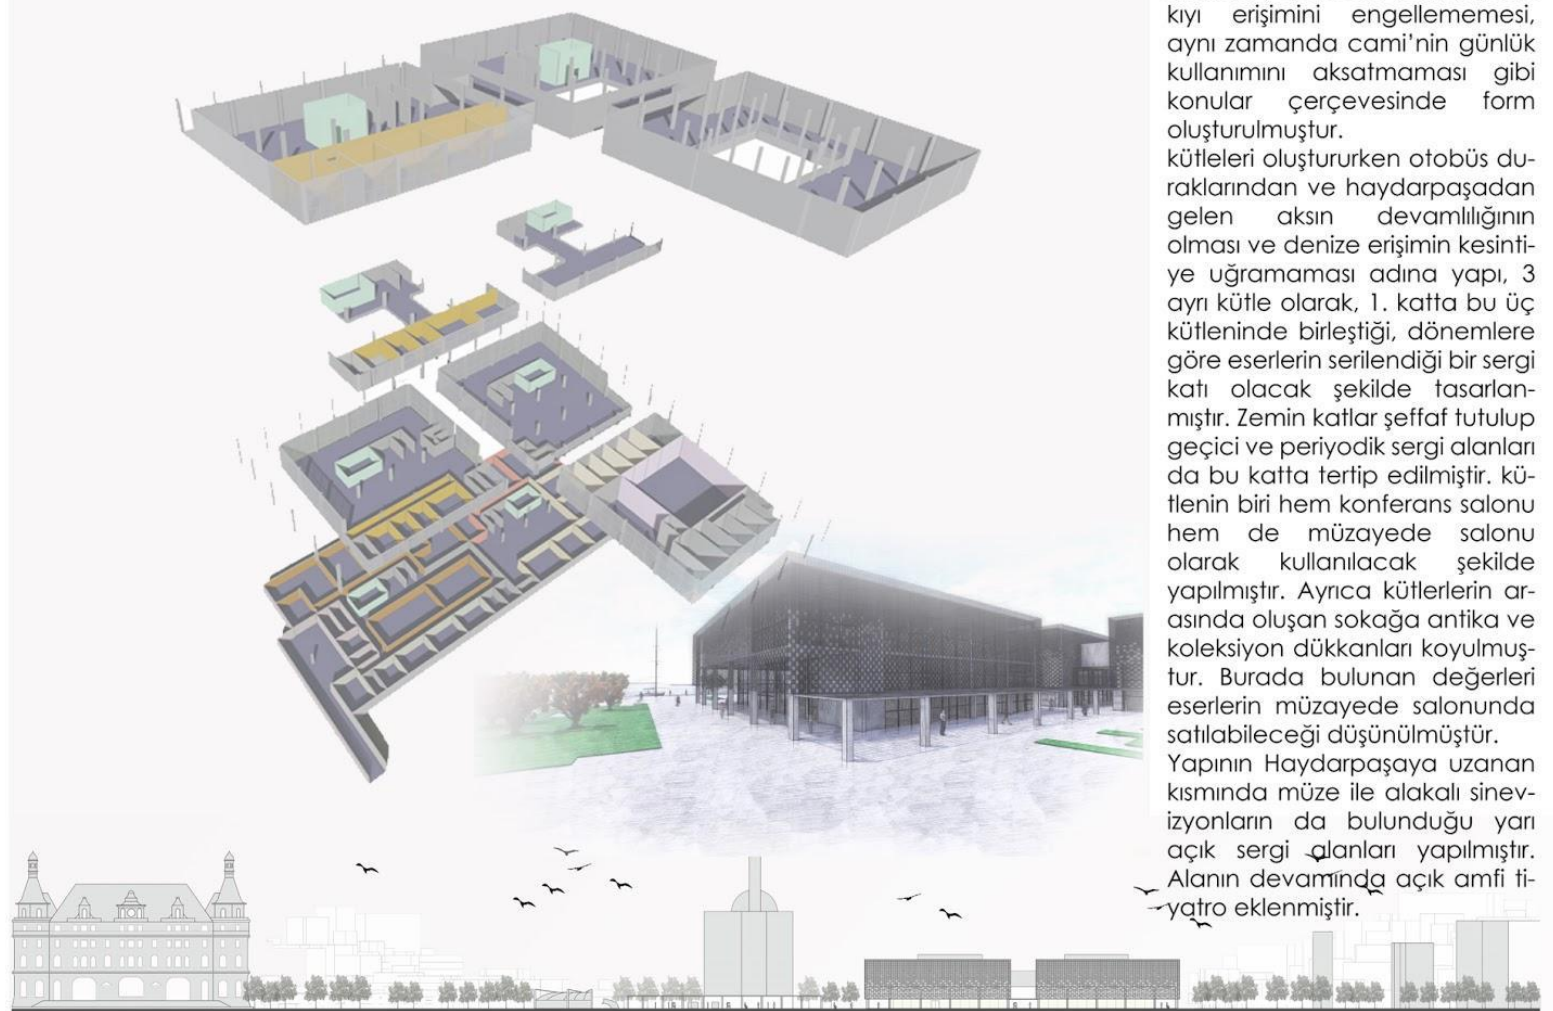 kıyı erişimini engellememesi,
aynı zamanda cami'nin günlük
kullanımını aksatmaması gibi
konular çerçevesinde form
oluşturulmuştur.
kütleleri oluştururken otobüs du-
raklarından ve haydarpaşadan
gelen aksın devamlılığının
olması ve denize erişimin kesinti-
ye uğramaması adına yapı, 3
ayrı kütle olarak, 1. katta bu üç
kütleninde birleştiği, dönemlere
göre eserlerin serilendiği bir sergi
katı olacak şekilde tasarlan-
mıştır. Zemin katlar şeffaf tutulup
geçici ve periyodik sergi alanları
da bu katta tertip edilmiştir. kü-
tlenin biri hem konferans salonu
hem de müzayede salonu
olarak kullanılacak şekilde
yapılmıştır. Ayrıca kütlerlerin ar-
asında oluşan sokağa antika ve
koleksiyon dükkanları koyulmuş-
tur. Burada bulunan değerleri
eserlerin müzayede salonunda
satılabileceği düşünülmüştür.
Yapının Haydarpaşaya uzanan
kısmında müze ile alakalı sinev-
izyonların da bulunduğu yarı
açık sergi alanları yapılmıştır.
Alanın devamında açık amfi ti-
yatro eklenmiştir.